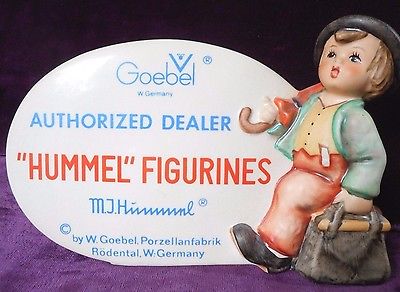 Goebel ®
W. Germany
AUTHORIZED DEALER
"HUMMEL" FIGURINES
M.J.Hummel ®
© by W. Goebel, Porzellanfabrik
Rödental, W. Germany